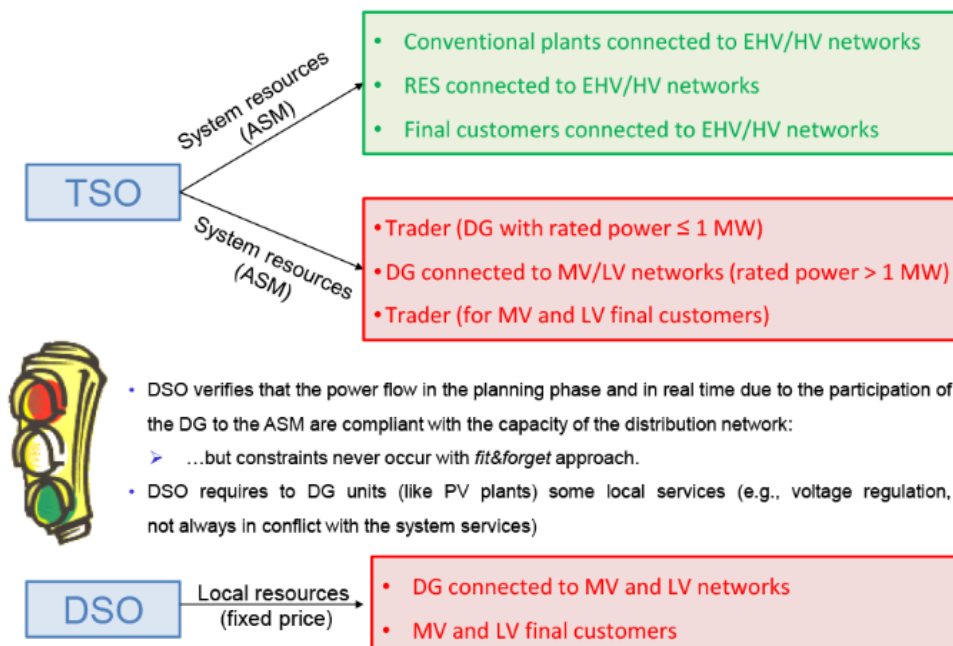 • Conventional plants connected to EHV/HV networks
• RES connected to EHV/HV networks
• Final customers connected to EHV/HV networks
System resources
(ASM)
TSO
System resources
(ASM)
• Trader (DG with rated power ≤ 1 MW)
• DG connected to MV/LV networks (rated power > 1 MW)
• Trader (for MV and LV final customers)
• DSO verifies that the power flow in the planning phase and in real time due to the participation of
the DG to the ASM are compliant with the capacity of the distribution network:
➢ ...but constraints never occur with fit&forget approach.
• DSO requires to DG units (like PV plants) some local services (e.g., voltage regulation,
not always in conflict with the system services)
DSO
Local resources
(fixed price)
• DG connected to MV and LV networks
• MV and LV final customers